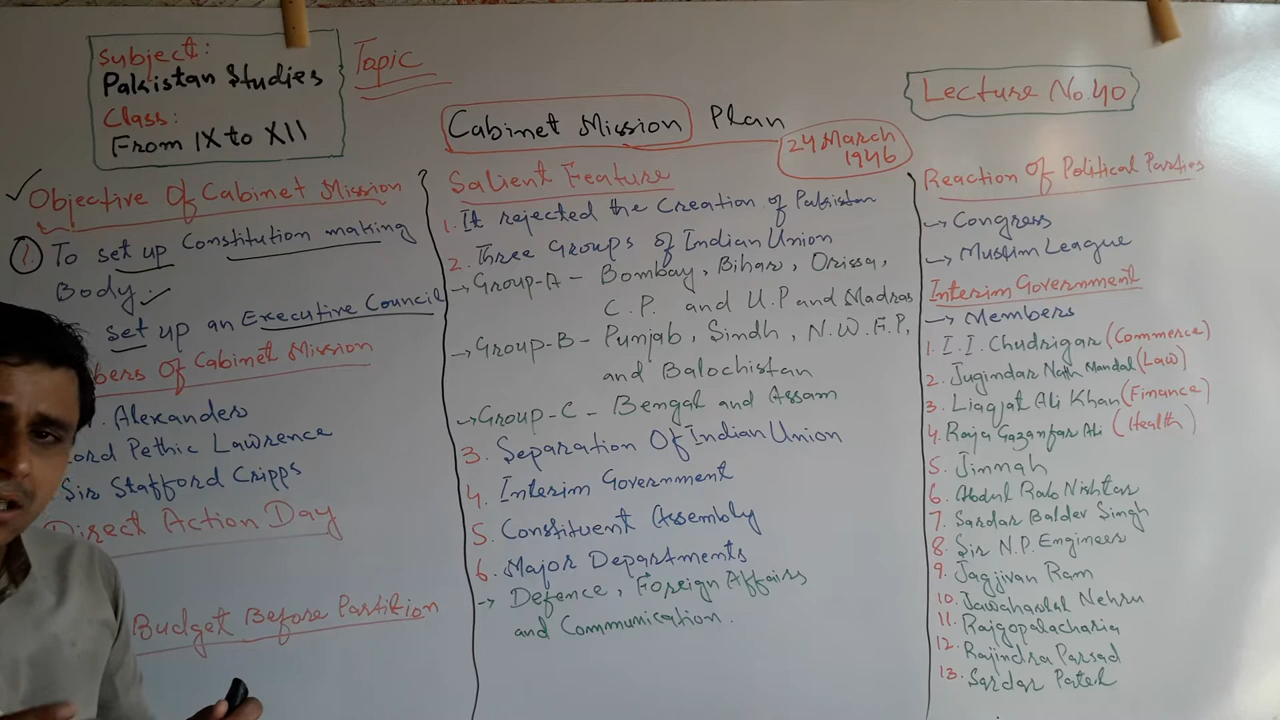 Subject:
Pakistan Studies
Class:
From IX to XII
Topic
Cabinet Mission Plan
24 March
1946
Lecture No.40
Objective Of Cabinet Mission
1. To set up Constitution making
Body.
set up an Executive Council
bers Of Cabinet Mission
. Alexander
ord Pethic Lawrence
Sir Stafford Cripps
Direct Action Day
Budget Before Partition
Salient Feature
1. It rejected the Creation of Pakistan
2. Three Groups of Indian Union
→ Group-A - Bombay, Bihar, Orissa,
C.P. and U.P and Madras
→ Group-B - Punjab, Sindh, N.W.F.P,
and Balochistan
→ Group-C - Bengal and Assam
3. Separation Of Indian Union
4. Interim Government
5. Constituent Assembly
6. Major Departments
→ Defence, Foreign Affairs
and Communication.
Reaction Of Political Parties
→ Congress
→ Muslim League
Interim Government
→ Members
1. I.I. Chudrigar (Commerce)
2. Jugindar Nath Mandal (Law)
3. Liaqat Ali Khan (Finance)
4. Raja Gazanfar Ali (Health)
5. Jinnah
6. Abdul Rab Nishtar
7. Sardar Baldev Singh
8. Sir N.P. Engineer
9. Jagjivan Ram
10. Jawaharlal Nehru
11. Rajgopalacharia
12. Rajindra Parsad
13. Sardar Patel